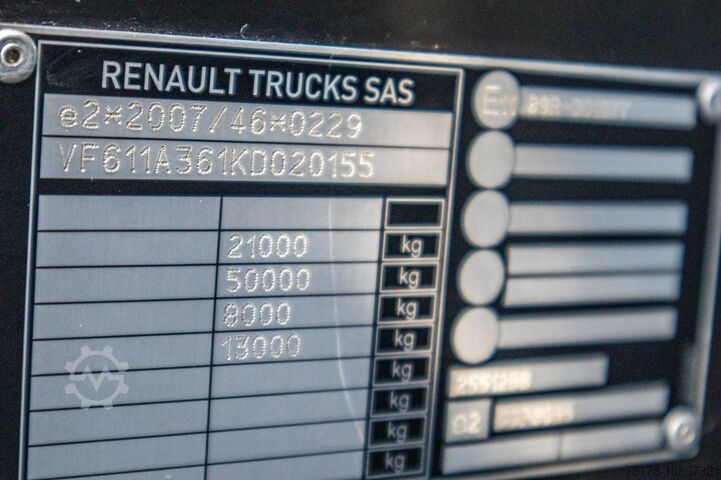 RENAULT TRUCKS SAS
e2*2007/46*0229
VF611A361KD020155
21000 kg
50000 kg
8000 kg
13000 kg
kg
kg
kg
kg
e2